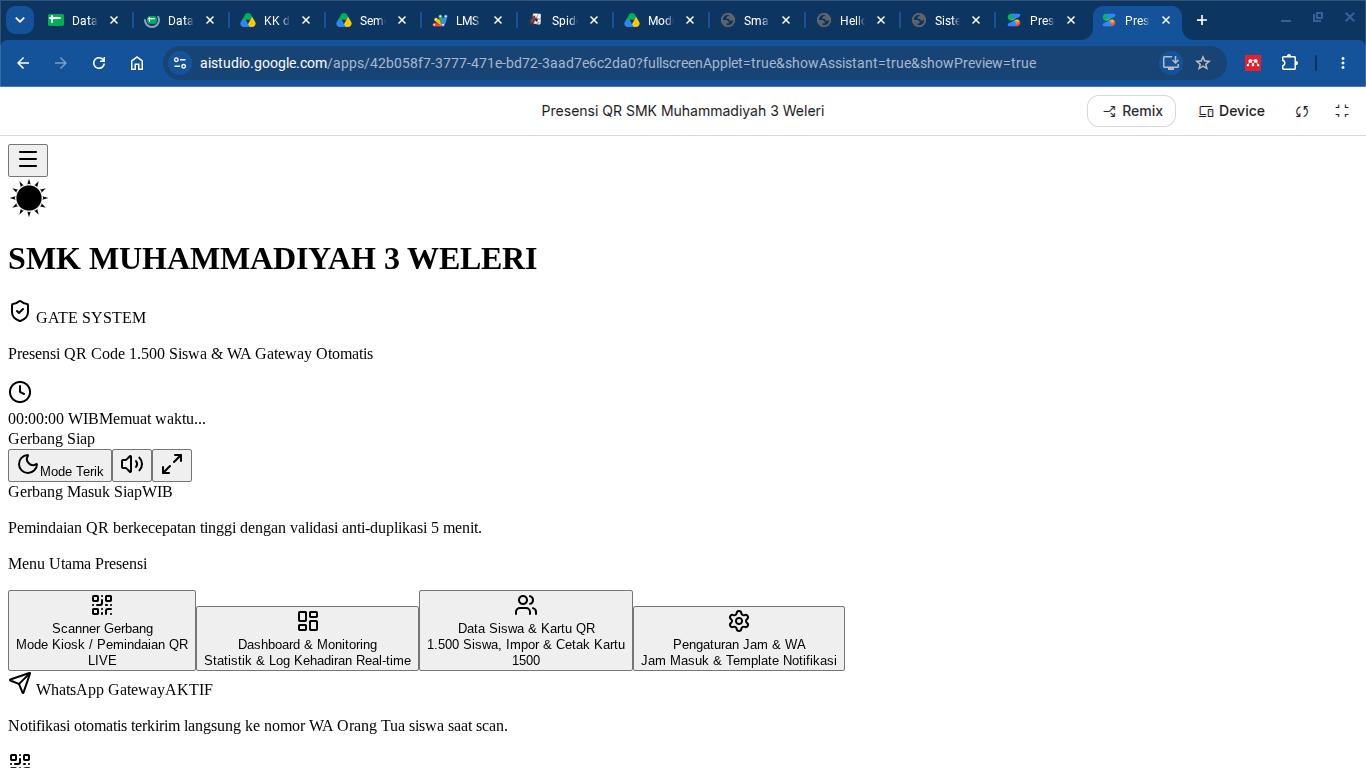 Data
Data
KK d
Sem
LMS
Spid
Mod
Sma
Hello
Siste
Pres
Pres
aistudio.google.com/apps/42b058f7-3777-471e-bd72-3aad7e6c2da0?fullscreenApplet=true&showAssistant=true&showPreview=true
Presensi QR SMK Muhammadiyah 3 Weleri
Remix
Device
SMK MUHAMMADIYAH 3 WELERI
GATE SYSTEM
Presensi QR Code 1.500 Siswa & WA Gateway Otomatis
00:00:00 WIBMemuat waktu...
Gerbang Siap
Mode Terik
Gerbang Masuk SiapWIB
Pemindaian QR berkecepatan tinggi dengan validasi anti-duplikasi 5 menit.
Menu Utama Presensi
Scanner Gerbang
Mode Kiosk / Pemindaian QR
LIVE
Dashboard & Monitoring
Statistik & Log Kehadiran Real-time
Data Siswa & Kartu QR
1.500 Siswa, Impor & Cetak Kartu
1500
Pengaturan Jam & WA
Jam Masuk & Template Notifikasi
WhatsApp GatewayAKTIF
Notifikasi otomatis terkirim langsung ke nomor WA Orang Tua siswa saat scan.